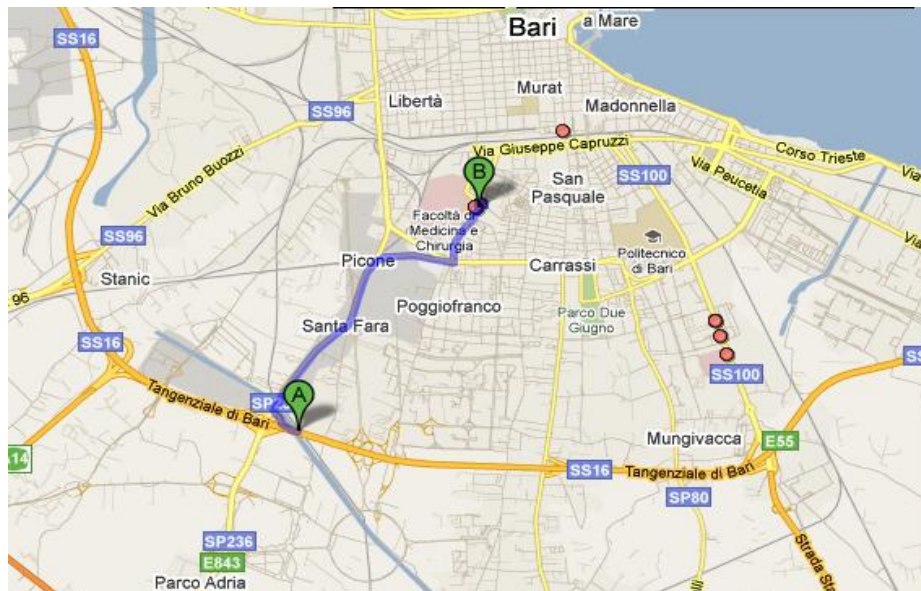 Bari
a Mare
SS16
Murat
Libertà
Madonnella
SS96
Via Giuseppe Capruzzi
Corso Trieste
Via Peucetia
B
San
Pasquale
SS100
Via Bruno Buozzi
Facoltà di
Medicina e
Chirurgia
Politecnico
di Bari
SS96
Picone
Carrassi
Stanic
96
Poggiofranco
Parco Due
Giugno
Santa Fara
SS16
SS
SS100
A
Tangenziale di Bari
Mungivacca
E55
A14
SS16
Tangenziale di Bari
SP80
SP236
E843
Parco Adria